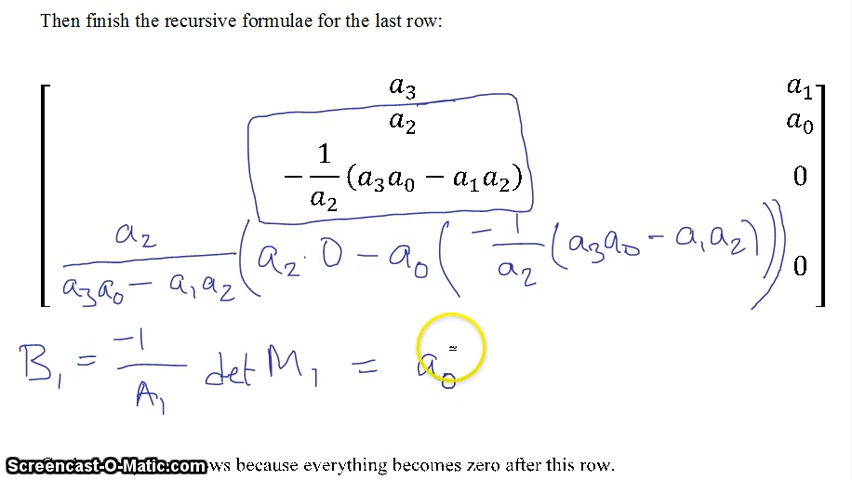 Then finish the recursive formulae for the last row:
a₃ a₁
a₂ a₀
−1/a₂ (a₃a₀ − a₁a₂) 0
a₂/(a₃a₀ − a₁a₂) (a₂·0 − a₀(−1/a₂ (a₃a₀ − a₁a₂))) 0
B₁ = −1/A₁ det M₁ = a₀
Screencast-O-Matic.com ws because everything becomes zero after this row.